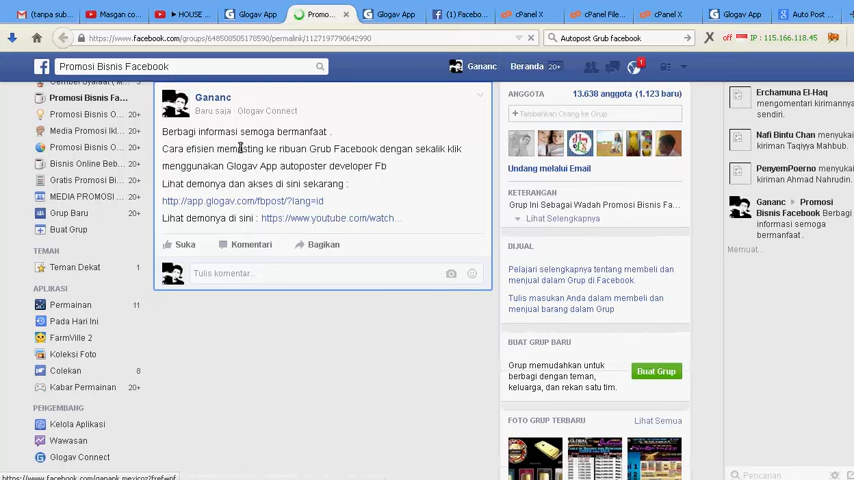 (tanpa sub...
Masgan co...
► HOUSE ...
Glogav App
Promo...
Glogav App
(2) Facebo...
cPanel X
cPanel File...
cPanel X
Glogav App
Auto Post ...
https://www.facebook.com/groups/648508505178590/permalink/1127197790642990
Autopost Grub facebook
off
IP : 115.166.118.45
Promosi Bisnis Facebook
Gananc
Beranda 20+
1
Promosi Bisnis Fa...
Promosi Bisnis O... 20+
Media Promosi Ikl... 20+
Promosi Bisnis O... 20+
Bisnis Online Beb... 20+
Gratis Promosi Bi... 20+
MEDIA PROMOSI ... 20+
Grub Baru 20+
Buat Grup
TEMAN
Teman Dekat 1
APLIKASI
Permainan 11
Pada Hari Ini
FarmVille 2
Koleksi Foto
Colekan 8
Kabar Permainan 20+
PENGEMBANG
Kelola Aplikasi
Wawasan
Glogav Aplikasi
Gananc
Baru saja · Glogav Connect
Berbagi informasi semoga bermanfaat .
Cara efisien memosting ke ribuan Grub Facebook dengan sekalik klik
menggunakan Glogav App autoposter developer Fb
Lihat demonya dan akses di sini sekarang :
http://app.glogav.com/fbpost/?lang=id
Lihat demonya di sini : https://www.youtube.com/watch...
Suka Komentari Bagikan
Tulis komentar...
ANGGOTA 13.638 anggota (1.123 baru)
+ Tambahkan Orang ke Grup
Undang melalui Email
KETERANGAN
Grup Ini Sebagai Wadah Promosi P...
Lihat Selengkapnya
DIJUAL
Pelajari selengkapnya tentang membeli dan
menjual dalam Grup di Facebook.
Tulis masukan Anda dalam membeli dan
menjual barang dalam Grup
BUAT GRUP BARU
Grup memudahkan untuk
berbagi dengan teman,
keluarga, dan rekan satu tim.
Buat Grup
FOTO GRUP TERBARU Lihat Semua
Erchamuna El-Haq
mengomentari kirimannya
sendiri.
Nafi Bintu Chan menyukai
kiriman Taqiyya Mahbub.
PenyemPoerno menyukai
kiriman Ahmad Nahrudin.
Gananc ► Promosi
Bisnis Facebook Berbagi
informasi semoga
bermanfaat .
Memuat...
Pencarian